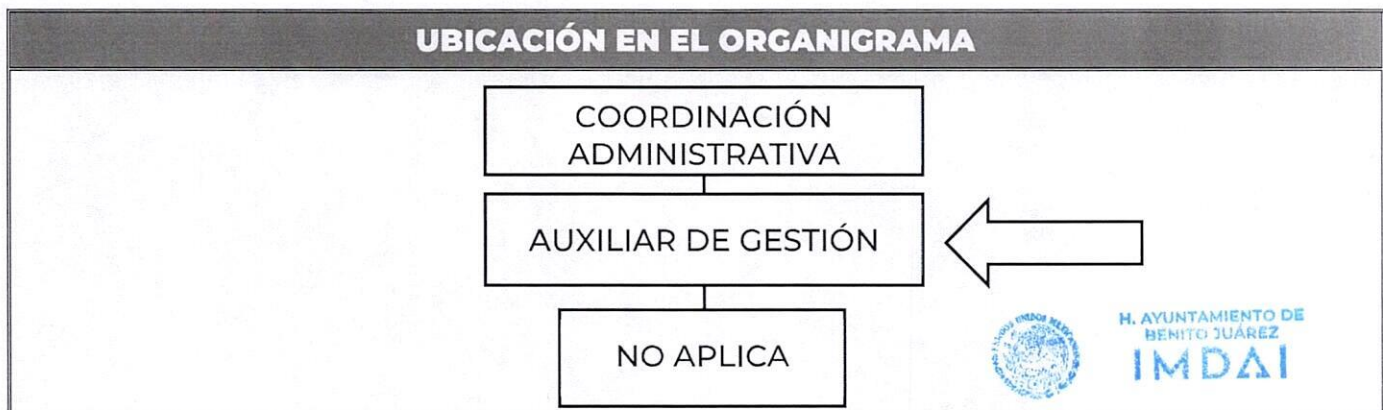 UBICACIÓN EN EL ORGANIGRAMA
COORDINACIÓN
ADMINISTRATIVA
AUXILIAR DE GESTIÓN
NO APLICA
H. AYUNTAMIENTO DE
BENITO JUÁREZ
IMDAI